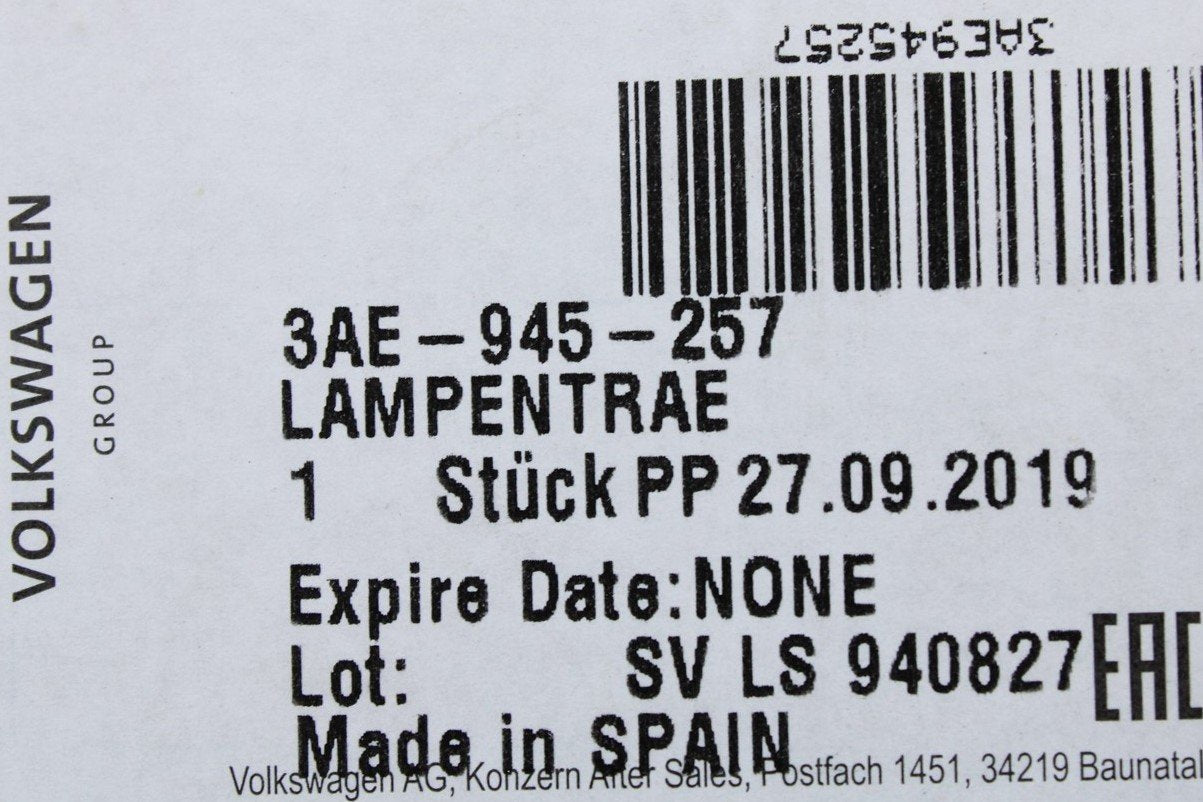 3AE945257
VOLKSWAGEN
GROUP
3AE - 945 - 257
LAMPENTRAE
1 Stück PP 27.09.2019
Expire Date: NONE
Lot: SV LS 940827
EAC
Made in SPAIN
Volkswagen AG, Konzern After Sales, Postfach 1451, 34219 Baunatal